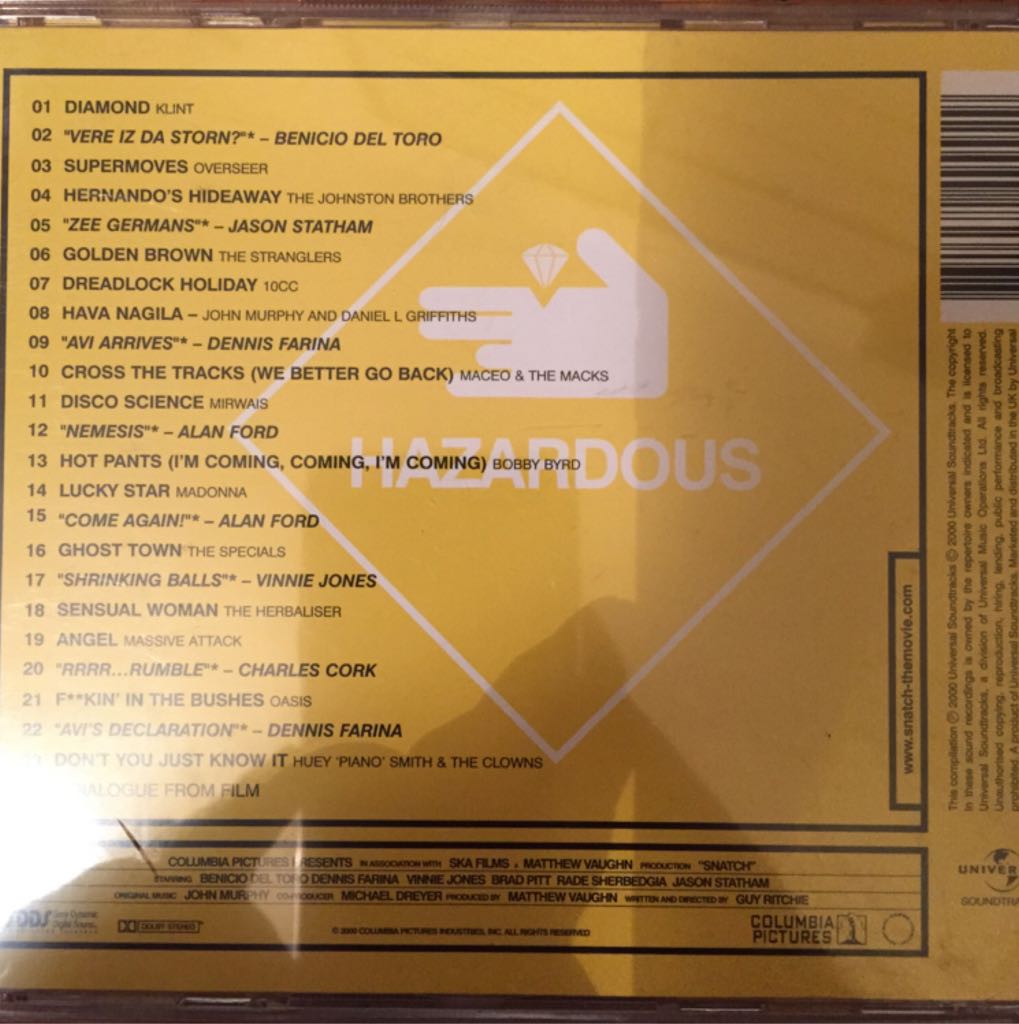 01 DIAMOND KLINT
02 "VERE IZ DA STORN?"* – BENICIO DEL TORO
03 SUPERMOVES OVERSEER
04 HERNANDO'S HIDEAWAY THE JOHNSTON BROTHERS
05 "ZEE GERMANS"* – JASON STATHAM
06 GOLDEN BROWN THE STRANGLERS
07 DREADLOCK HOLIDAY 10CC
08 HAVA NAGILA – JOHN MURPHY AND DANIEL L GRIFFITHS
09 "AVI ARRIVES"* – DENNIS FARINA
10 CROSS THE TRACKS (WE BETTER GO BACK) MACEO & THE MACKS
11 DISCO SCIENCE MIRWAIS
12 "NEMESIS"* – ALAN FORD
13 HOT PANTS (I'M COMING, COMING, I'M COMING) BOBBY BYRD
14 LUCKY STAR MADONNA
15 "COME AGAIN!"* – ALAN FORD
16 GHOST TOWN THE SPECIALS
17 "SHRINKING BALLS"* – VINNIE JONES
18 SENSUAL WOMAN THE HERBALISER
19 ANGEL MASSIVE ATTACK
20 "RRRR...RUMBLE"* – CHARLES CORK
21 F**KIN' IN THE BUSHES OASIS
22 "AVI'S DECLARATION"* – DENNIS FARINA
DON'T YOU JUST KNOW IT HUEY 'PIANO' SMITH & THE CLOWNS
FROM FILM
HAZARDOUS
www.snatch-themovie.com
This compilation ℗ 2000 Universal Soundtracks © 2000 Universal Soundtracks. The copyright
in these sound recordings is owned by the repertoire owners indicated and is licensed to
Universal Soundtracks, a division of Universal Music Operations Ltd. All rights reserved.
Unauthorised copying, reproduction, hiring, lending, public performance and broadcasting
prohibited. A product of Universal Soundtracks. Marketed and distributed in the UK by Universal
COLUMBIA PICTURES PRESENTS IN ASSOCIATION WITH SKA FILMS A MATTHEW VAUGHN PRODUCTION "SNATCH"
STARRING BENICIO DEL TORO DENNIS FARINA VINNIE JONES BRAD PITT RADE SHERBEDGIA JASON STATHAM
ORIGINAL MUSIC JOHN MURPHY CO-PRODUCER MICHAEL DREYER PRODUCED BY MATTHEW VAUGHN WRITTEN AND DIRECTED BY GUY RITCHIE
SDDS Sony Dynamic Digital Sound
DOLBY STEREO
© 2000 COLUMBIA PICTURES INDUSTRIES, INC. ALL RIGHTS RESERVED
COLUMBIA
PICTURES
UNIVER
SOUNDTRA